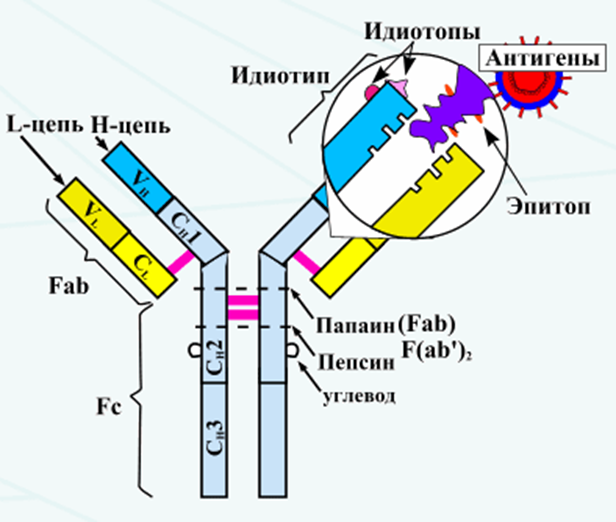 Идиотопы
Идиотип
Антигены
L-цепь
H-цепь
Эпитоп
VH
VL
CH1
CL
Fab
Папаин (Fab)
Пепсин F(ab')₂
углевод
CH2
Fc
CH3